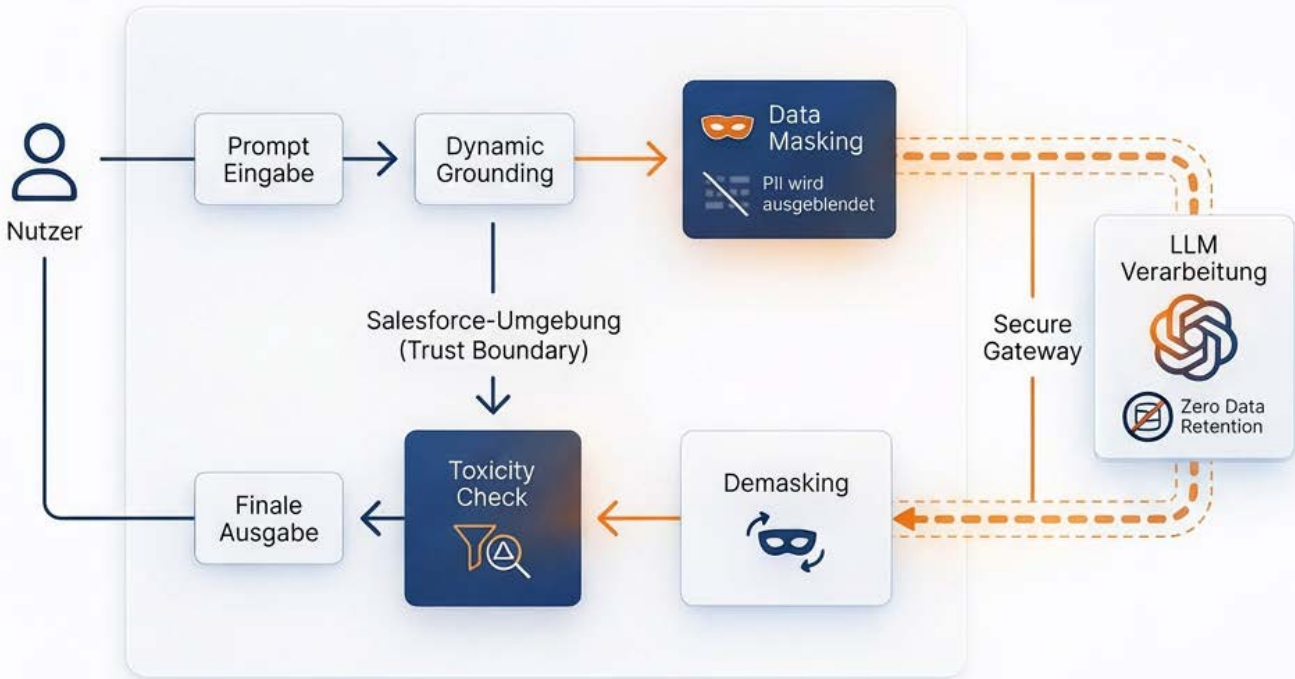 Nutzer
Prompt
Eingabe
Dynamic
Grounding
Data
Masking
PII wird
ausgeblendet
LLM
Verarbeitung
Zero Data
Retention
Secure
Gateway
Salesforce-Umgebung
(Trust Boundary)
Demasking
Toxicity
Check
Finale
Ausgabe